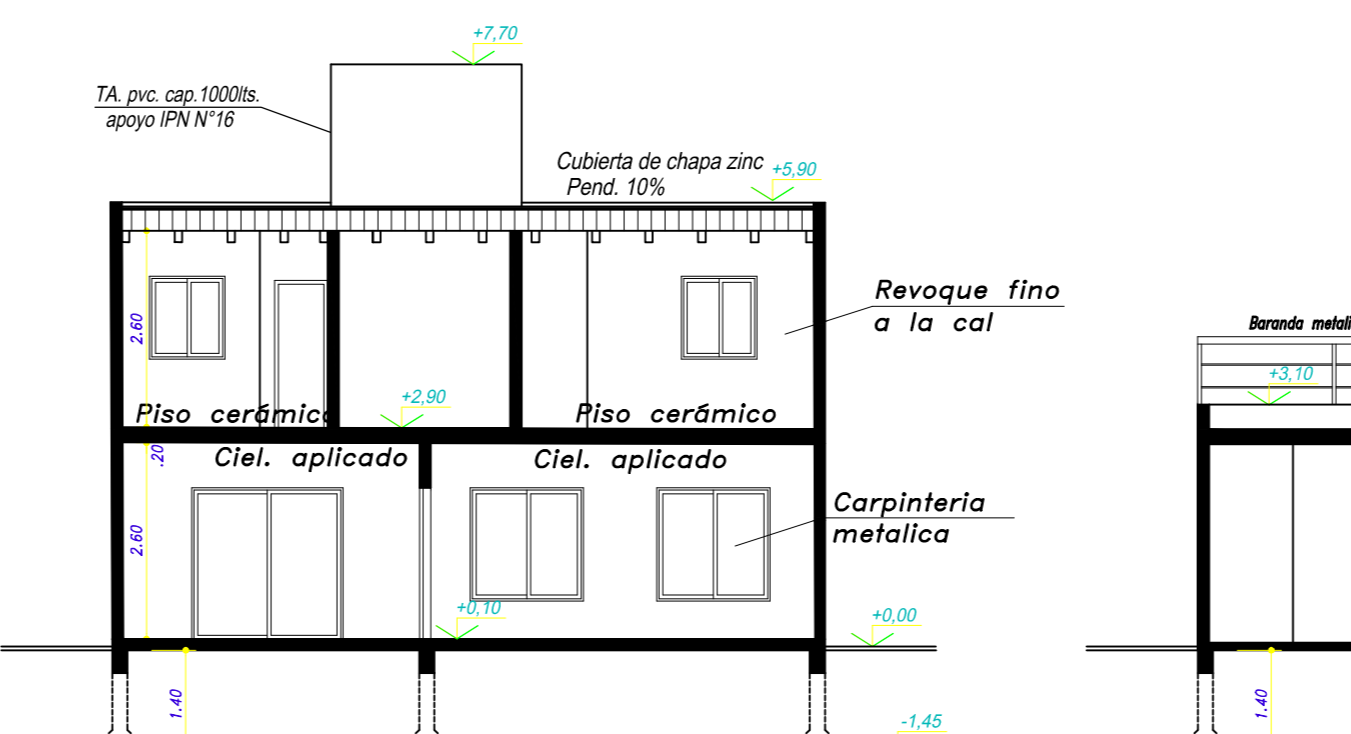 +7,70
TA. pvc. cap.1000lts.
apoyo IPN N°16
Cubierta de chapa zinc
Pend. 10%
+5,90
Revoque fino
a la cal
2.60
Baranda metali
+3,10
+2,90
Piso cerámico
Piso cerámico
.20
Ciel. aplicado
Ciel. aplicado
Carpinteria
metalica
2.60
+0,10
+0,00
1.40
1.40
-1,45